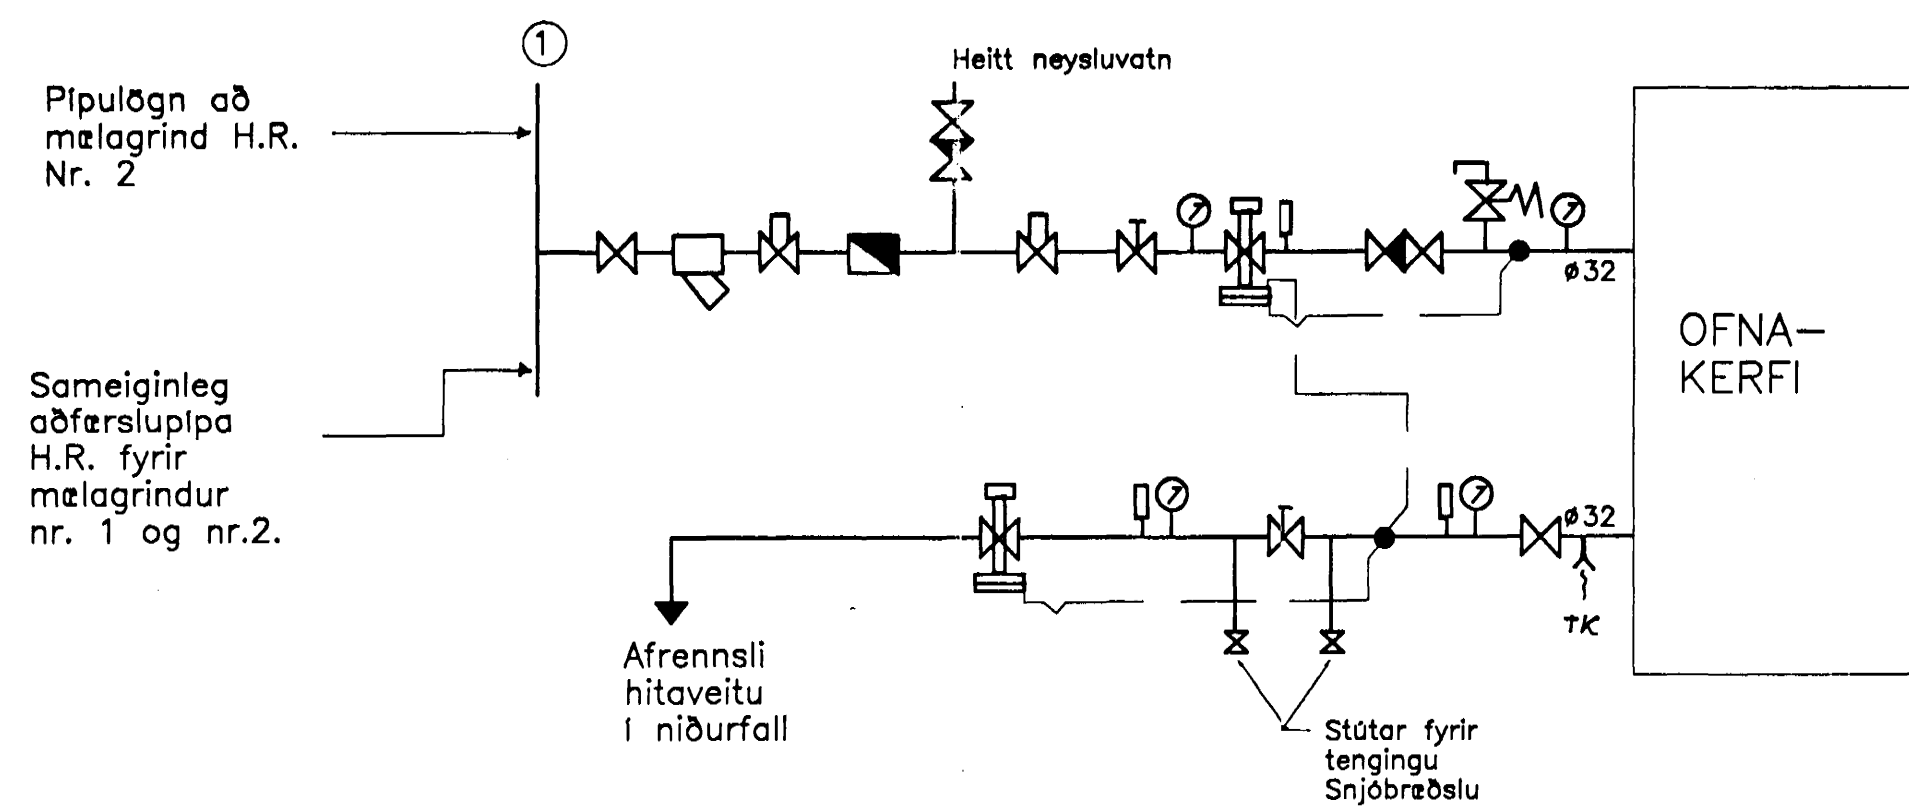 1
Heitt neysluvatn
Pípulögn að
mælagrind H.R.
Nr. 2
ø32
OFNA-
KERFI
Sameiginleg
aðfærslupípa
H.R. fyrir
mælagrindur
nr. 1 og nr.2.
ø32
TK
Afrennsli
hitaveitu
í niðurfall
Stútar fyrir
tengingu
Snjóbræðslu